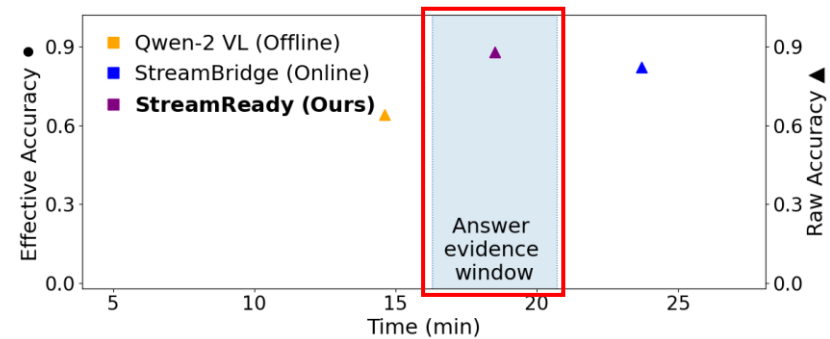 Qwen-2 VL (Offline)
StreamBridge (Online)
StreamReady (Ours)
Effective Accuracy ●
0.9
0.6
0.3
0.0
Answer
evidence
window
0.9
0.6
0.3
0.0
Raw Accuracy ▲
5
10
15
20
25
Time (min)